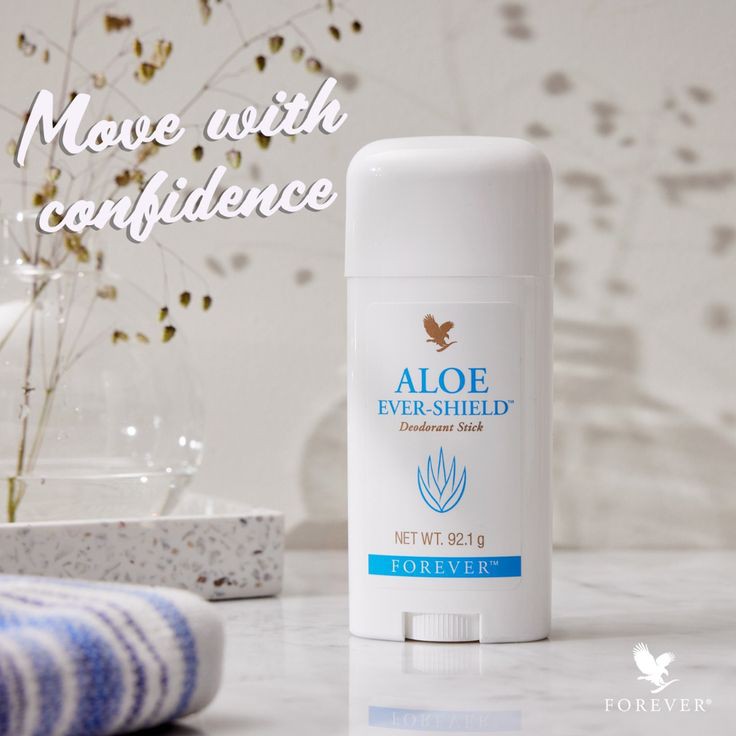 Move with
confidence
ALOE
EVER-SHIELD™
Deodorant Stick
NET WT. 92.1 g
FOREVER™
FOREVER®